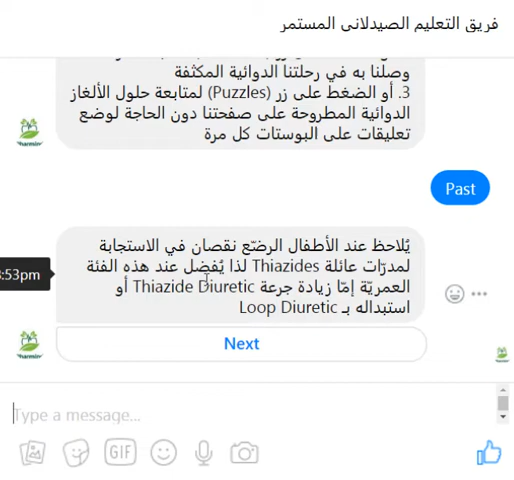 فريق التعليم الصيدلانى المستمر
وصلنا به في رحلتنا الدوائية المكثفة
3. أو الضغط على زر (Puzzles) لمتابعة حلول الألغاز
الدوائية المطروحة على صفحتنا دون الحاجة لوضع
تعليقات على البوستات كل مرة
Past
يُلاحظ عند الأطفال الرضّع نقصان في الاستجابة
لمدرّات عائلة Thiazides لذا يُفضل عند هذه الفئة
:53pm
العمريّة إمّا زيادة جرعة Thiazide Diuretic أو
استبداله بـ Loop Diuretic
Next
Type a message...
GIF